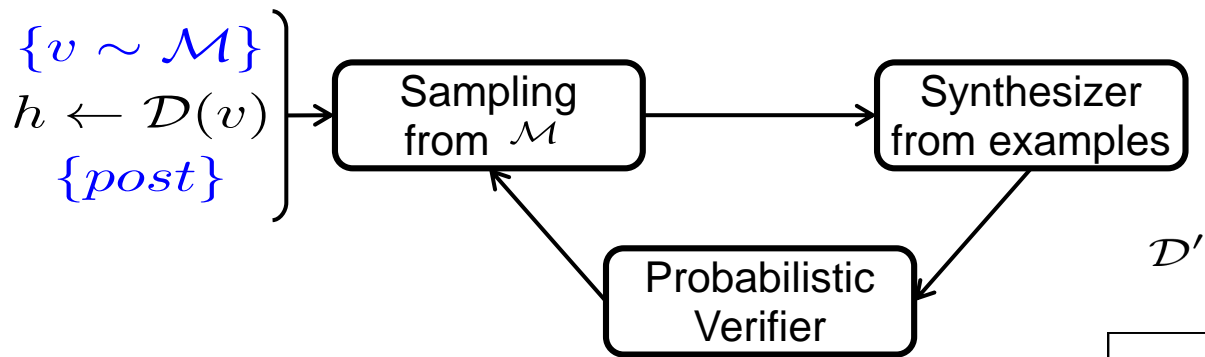 {v ∼ ℳ}
h ← 𝒟(v)
{post}
Sampling
from ℳ
Synthesizer
from examples
Probabilistic
Verifier
𝒟′